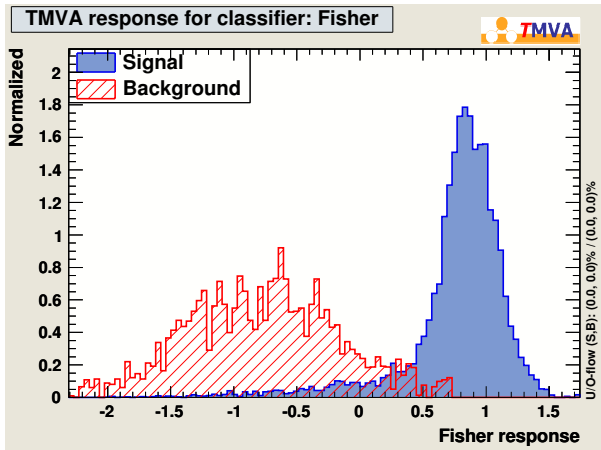 TMVA response for classifier: Fisher
TMVA
Normalized
Signal
Background
2
1.8
1.6
1.4
1.2
1
0.8
0.6
0.4
0.2
0
-2
-1.5
-1
-0.5
0
0.5
1
1.5
Fisher response
U/O-flow (S,B): (0.0, 0.0)% / (0.0, 0.0)%